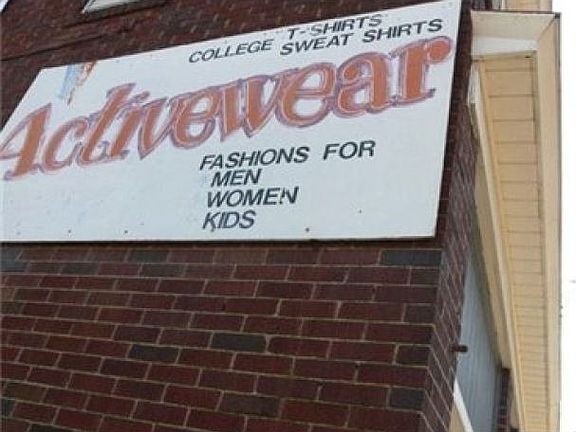 COLLEGE T-SHIRTS
SWEAT SHIRTS
Activewear
FASHIONS FOR
MEN
WOMEN
KIDS